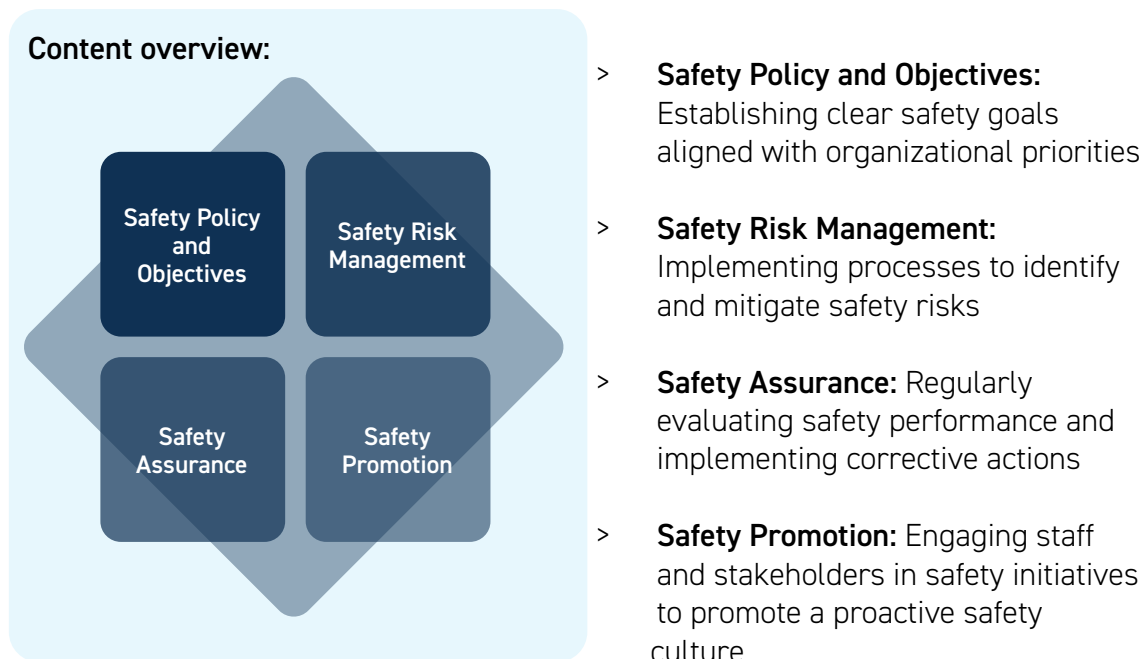 Content overview:
Safety Policy
and
Objectives
Safety Risk
Management
Safety
Assurance
Safety
Promotion
> Safety Policy and Objectives:
Establishing clear safety goals
aligned with organizational priorities
> Safety Risk Management:
Implementing processes to identify
and mitigate safety risks
> Safety Assurance: Regularly
evaluating safety performance and
implementing corrective actions
> Safety Promotion: Engaging staff
and stakeholders in safety initiatives
to promote a proactive safety
culture